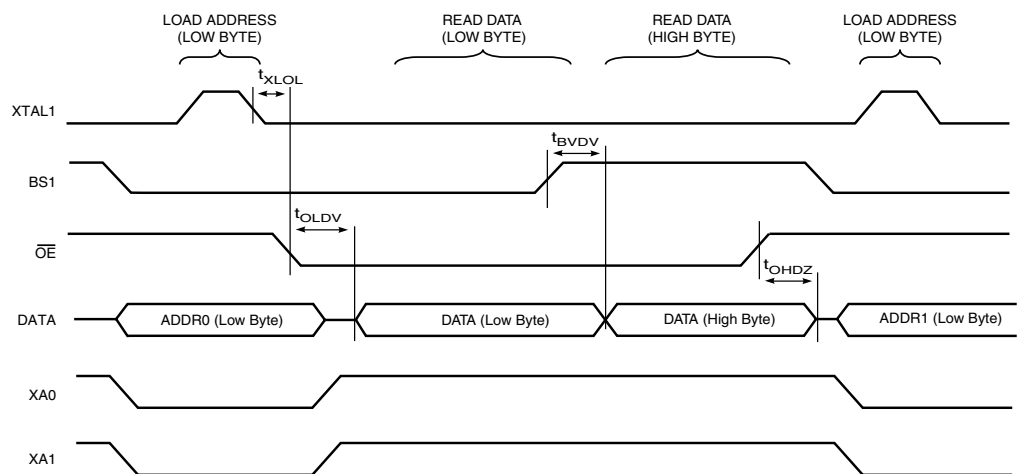 LOAD ADDRESS
(LOW BYTE)
READ DATA
(LOW BYTE)
READ DATA
(HIGH BYTE)
LOAD ADDRESS
(LOW BYTE)
tXLOL
XTAL1
tBVDV
BS1
tOLDV
OE
tOHDZ
DATA
ADDR0 (Low Byte)
DATA (Low Byte)
DATA (High Byte)
ADDR1 (Low Byte)
XA0
XA1